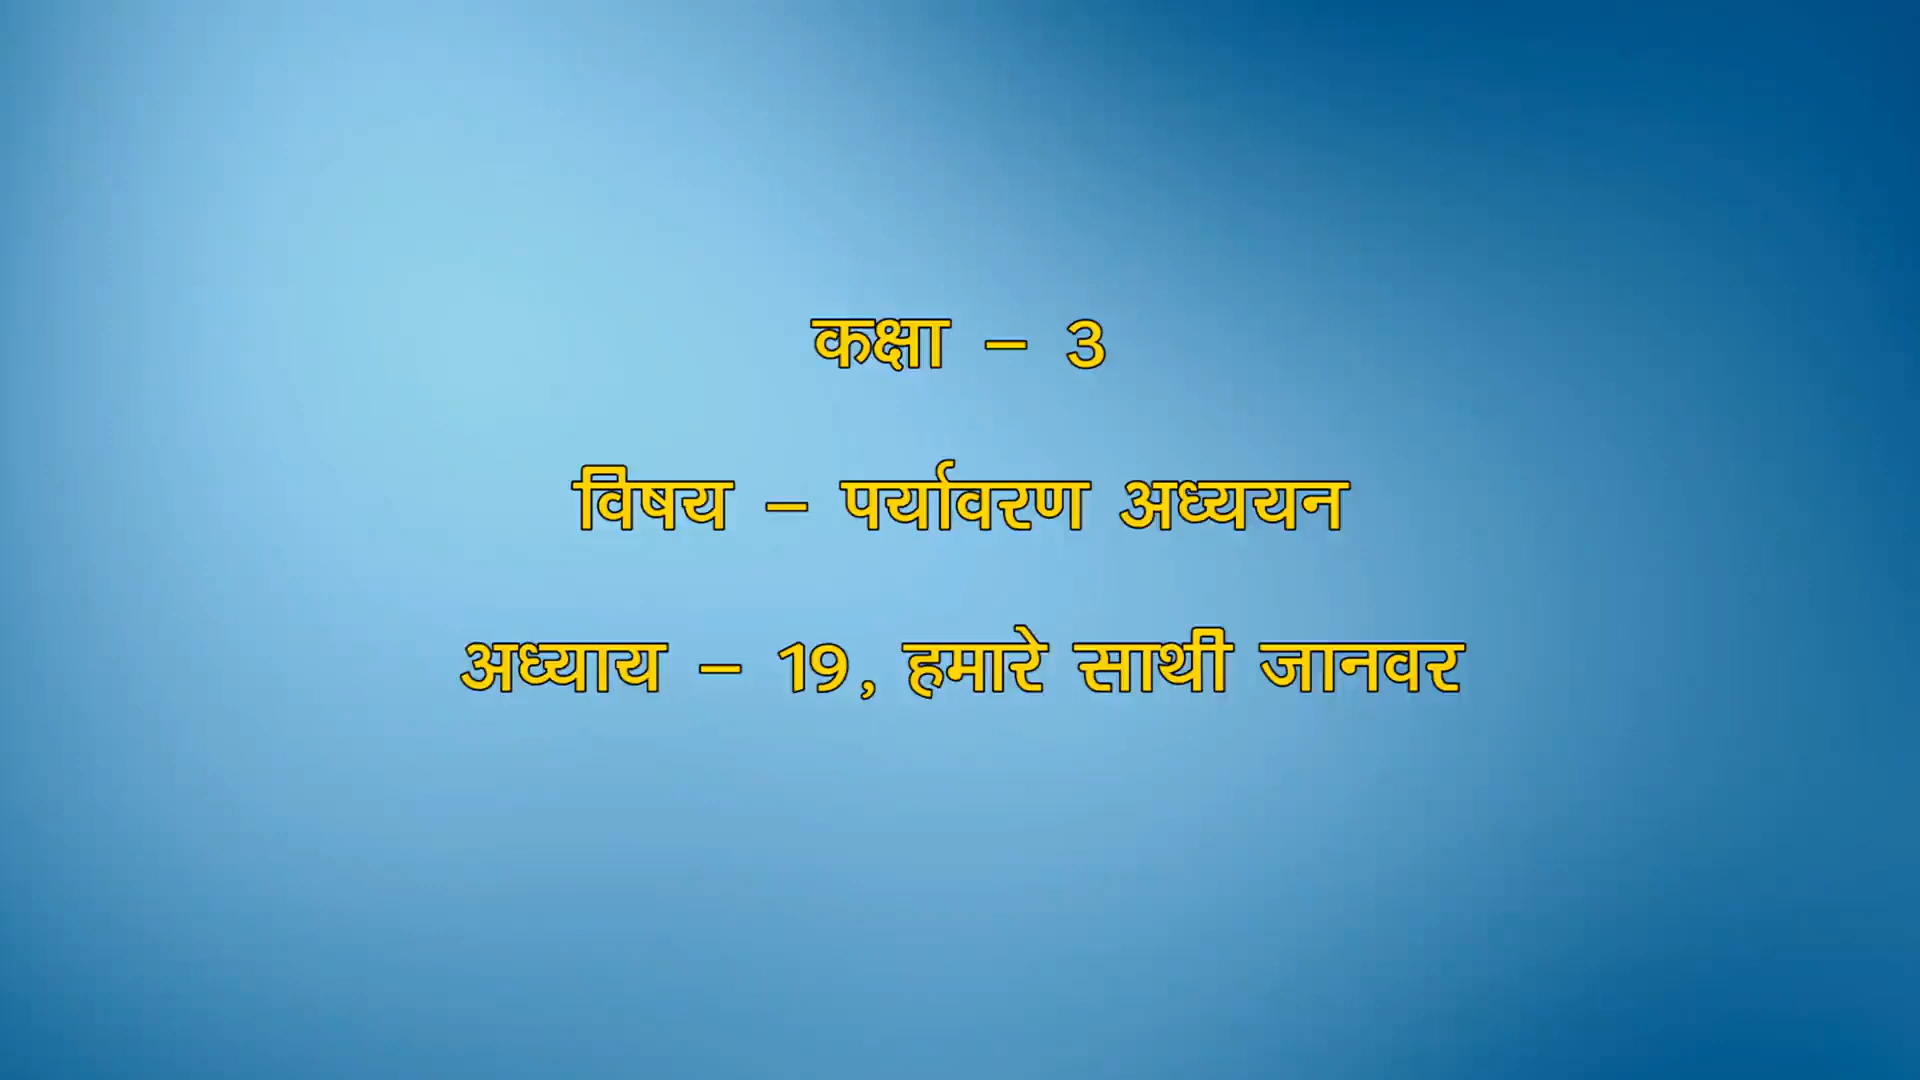 कक्षा – 3
विषय – पर्यावरण अध्ययन
अध्याय – 19, हमारे साथी जानवर